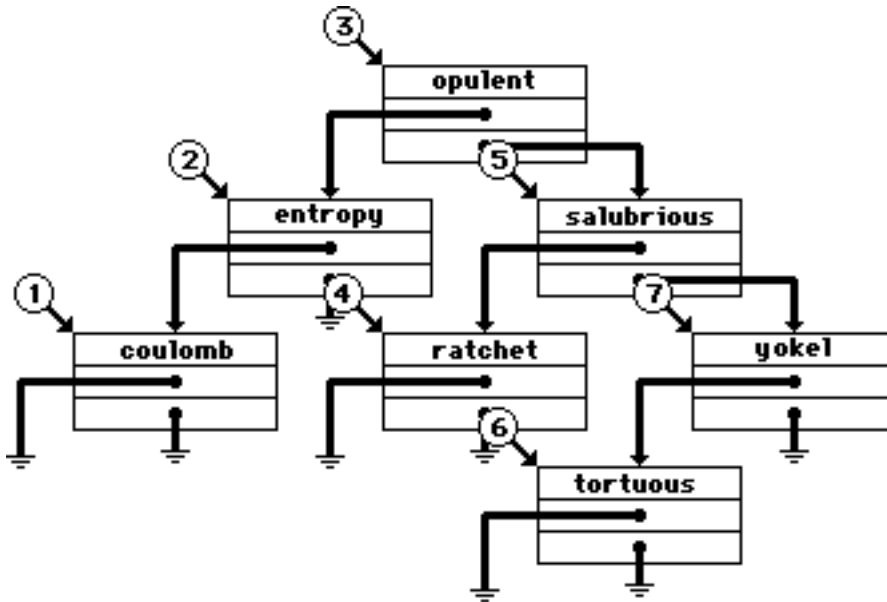 3
opulent
2
5
entropy
salubrious
1
4
7
coulomb
ratchet
yokel
6
tortuous